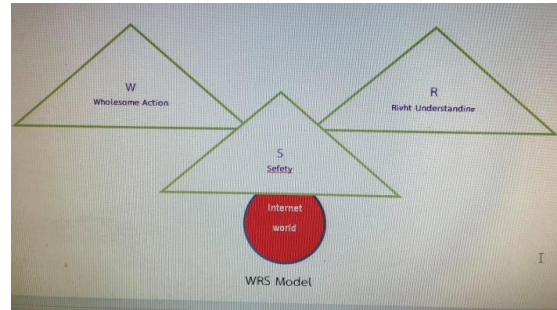 W
Wholesome Action
R
Right Understanding
S
Sefety
Internet
world
WRS Model